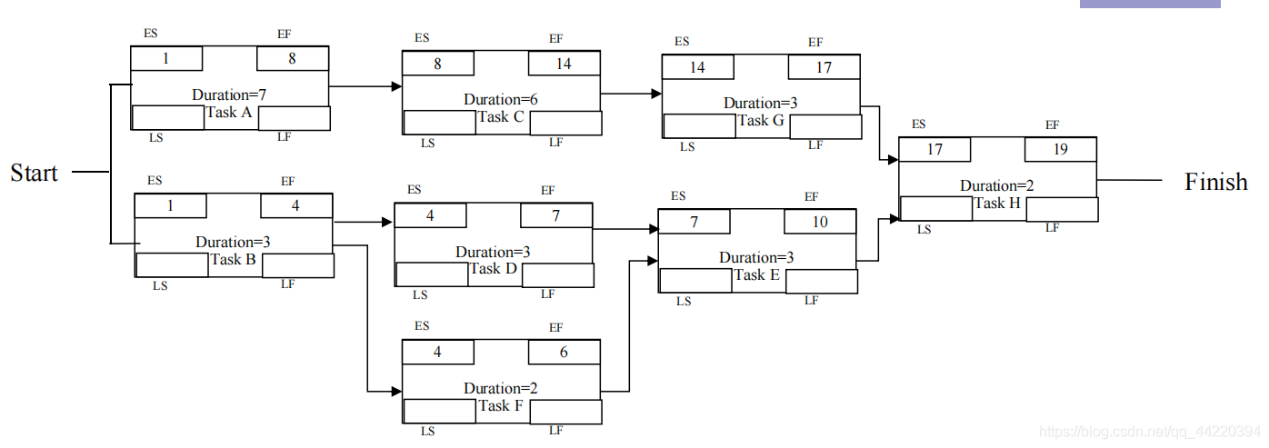 ES EF
1 8
Duration=7
Task A
LS LF
ES EF
8 14
Duration=6
Task C
LS LF
ES EF
14 17
Duration=3
Task G
LS LF
ES EF
17 19
Duration=2
Task H
LS LF
Start
Finish
ES EF
1 4
Duration=3
Task B
LS LF
ES EF
4 7
Duration=3
Task D
LS LF
ES EF
7 10
Duration=3
Task E
LS LF
ES EF
4 6
Duration=2
Task F
LS LF
https://blog.csdn.net/qq_44220394